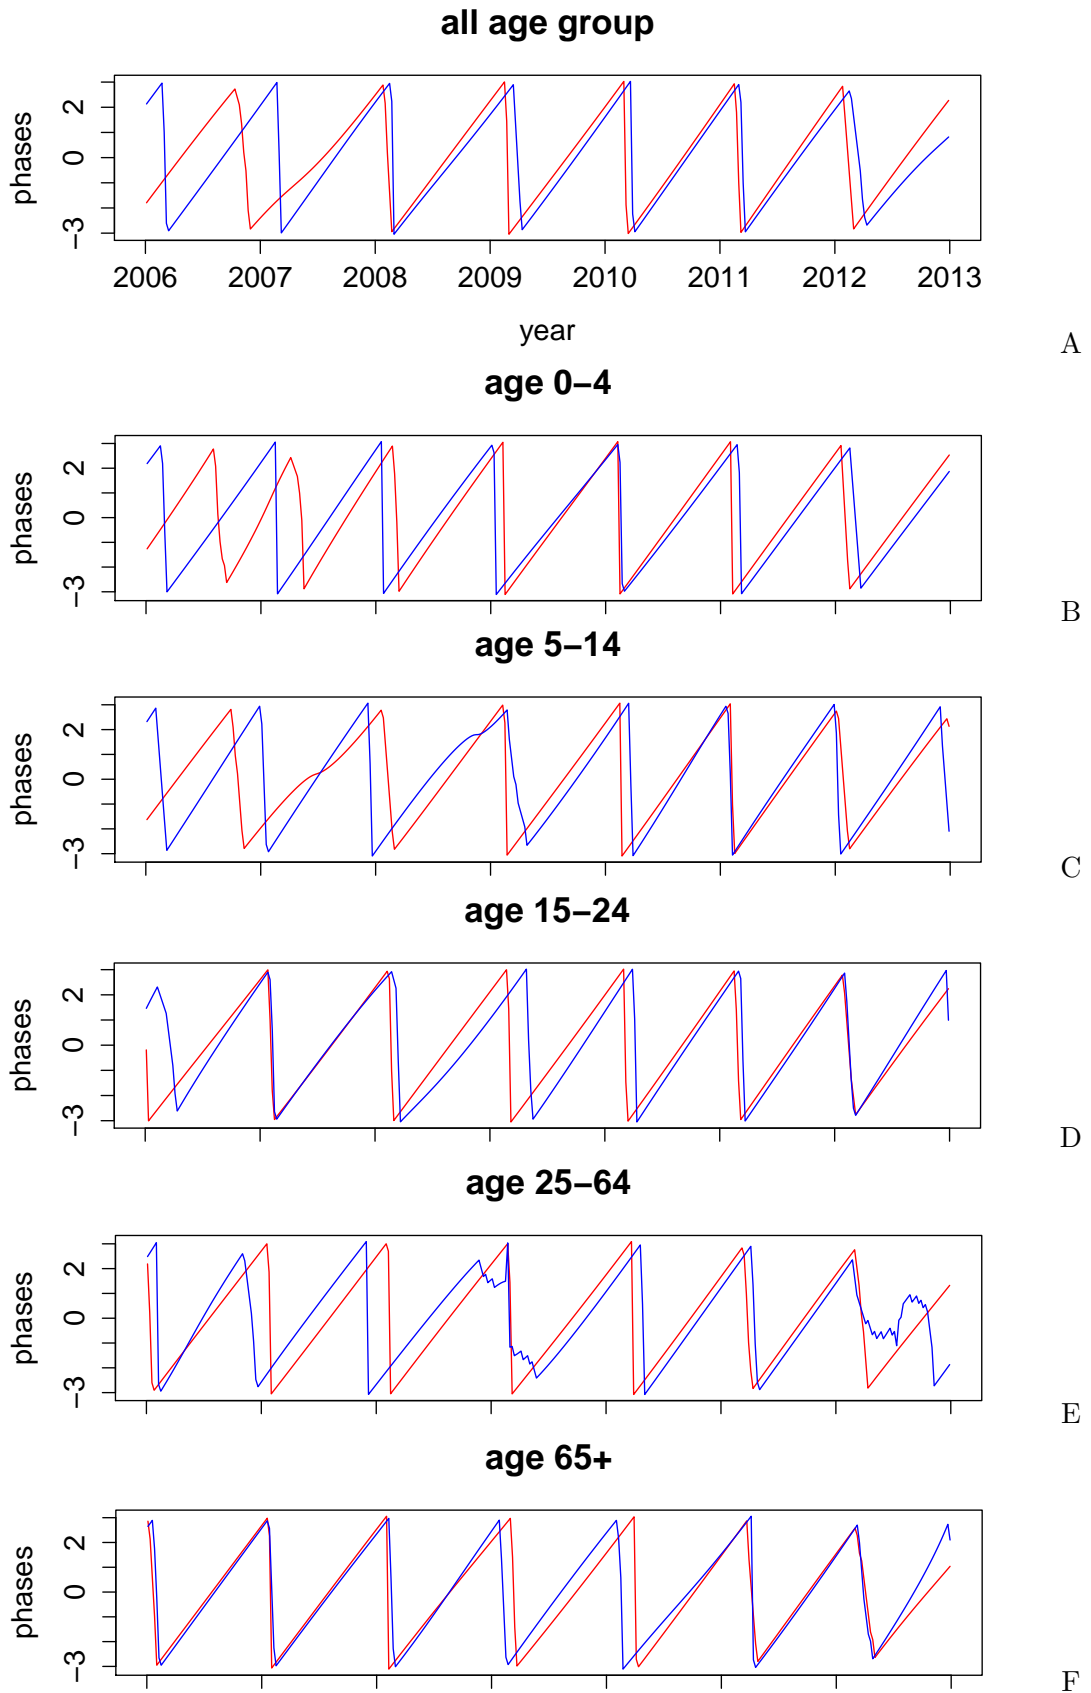 all age group
phases
2
0
−3
2006 2007 2008 2009 2010 2011 2012 2013
year
A
age 0−4
phases
2
0
−3
B
age 5−14
phases
2
0
−3
C
age 15−24
phases
2
0
−3
D
age 25−64
phases
2
0
−3
E
age 65+
phases
2
0
−3
F